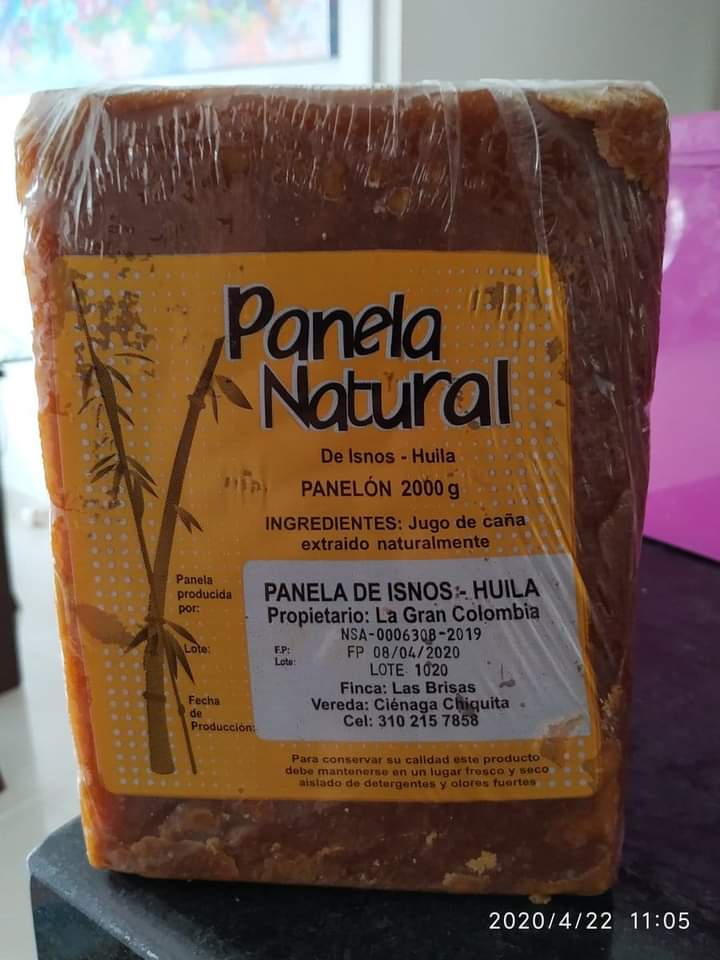 Panela
Natural
De Isnos - Huila
PANELÓN 2000 g
INGREDIENTES: Jugo de caña
extraido naturalmente
Panela
producida
por:
Lote:
Fecha
de
Producción:
PANELA DE ISNOS - HUILA
Propietario: La Gran Colombia
NSA-0006308-2019
F.P:
FP 08/04/2020
Lote:
LOTE 1020
Finca: Las Brisas
Vereda: Ciénaga Chiquita
Cel: 310 215 7858
Para conservar su calidad este producto
debe mantenerse en un lugar fresco y seco
aislado de detergentes y olores fuertes
2020/4/22 11:05